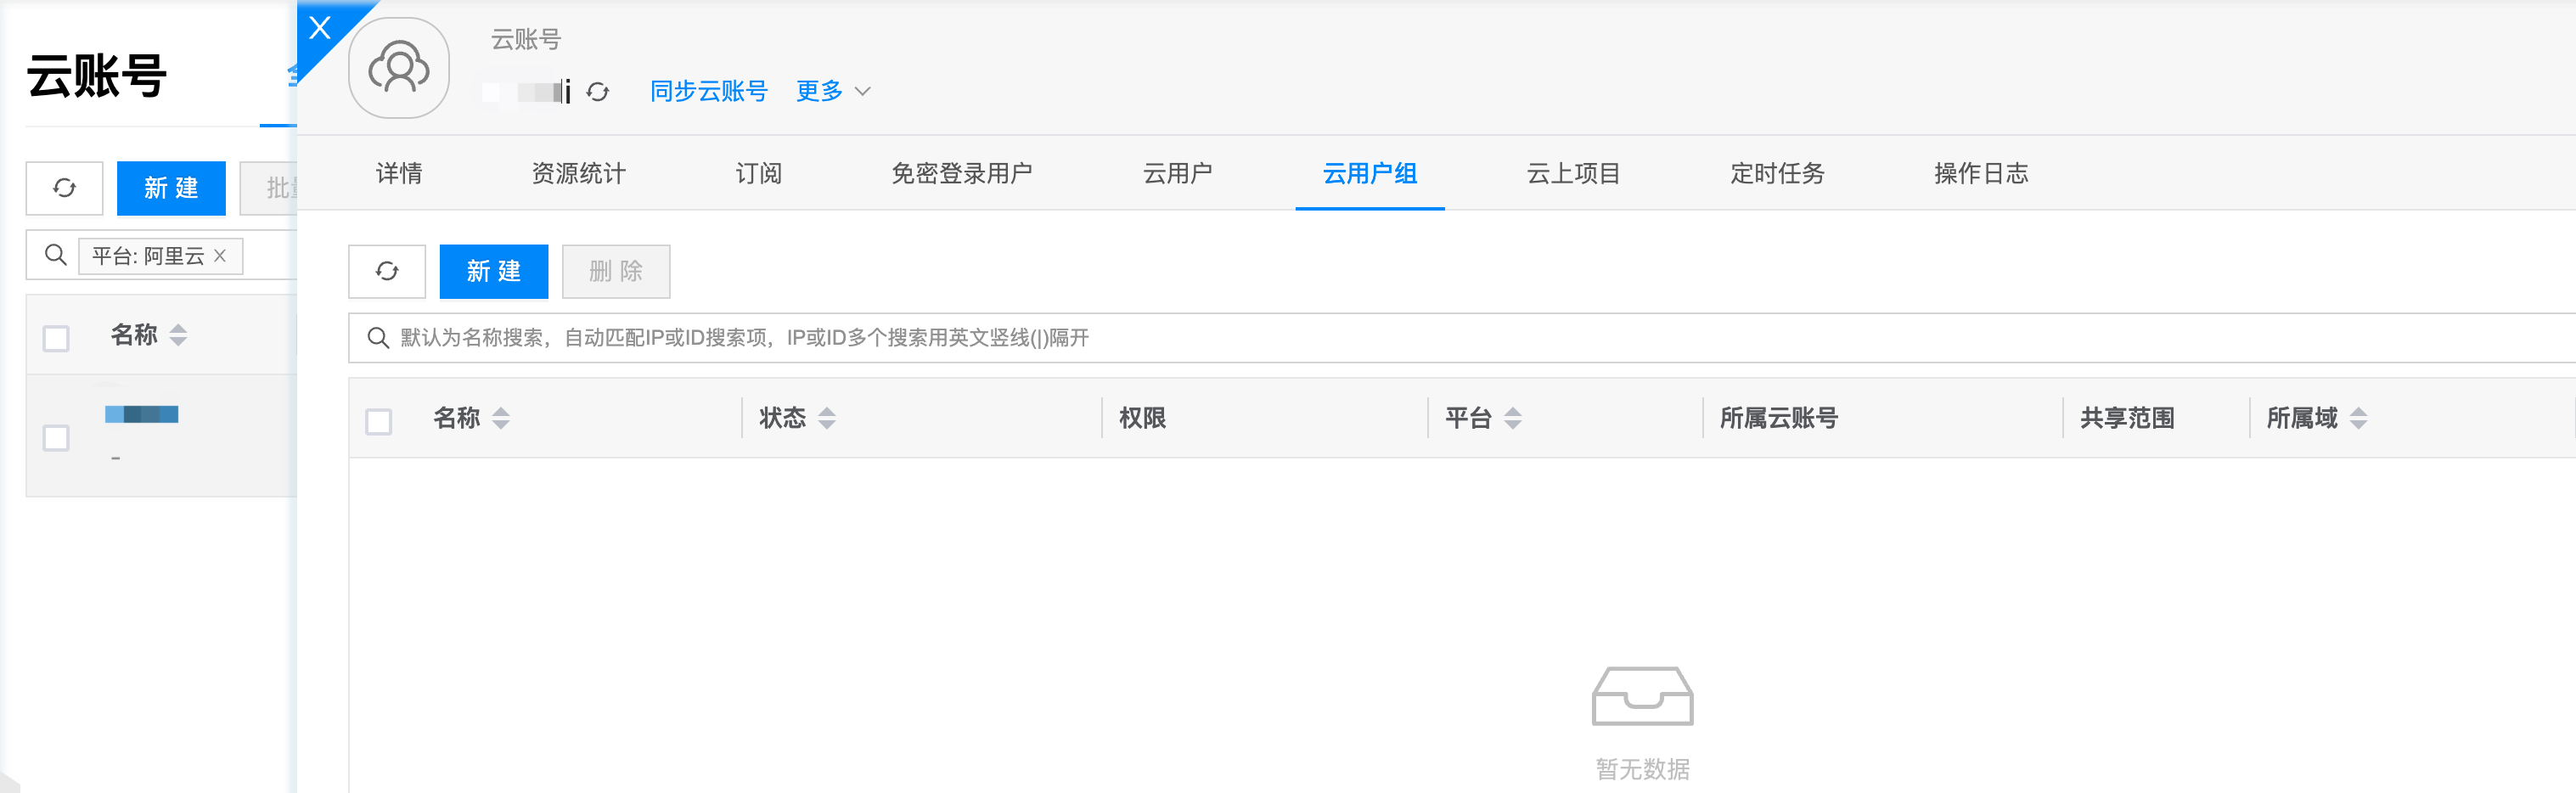 云账号
新 建
平台: 阿里云
名称
-
云账号
同步云账号 更多
详情 资源统计 订阅 免密登录用户 云用户 云用户组 云上项目 定时任务 操作日志
新 建 删 除
默认为名称搜索，自动匹配IP或ID搜索项，IP或ID多个搜索用英文竖线(|)隔开
名称 状态 权限 平台 所属云账号 共享范围 所属域
暂无数据